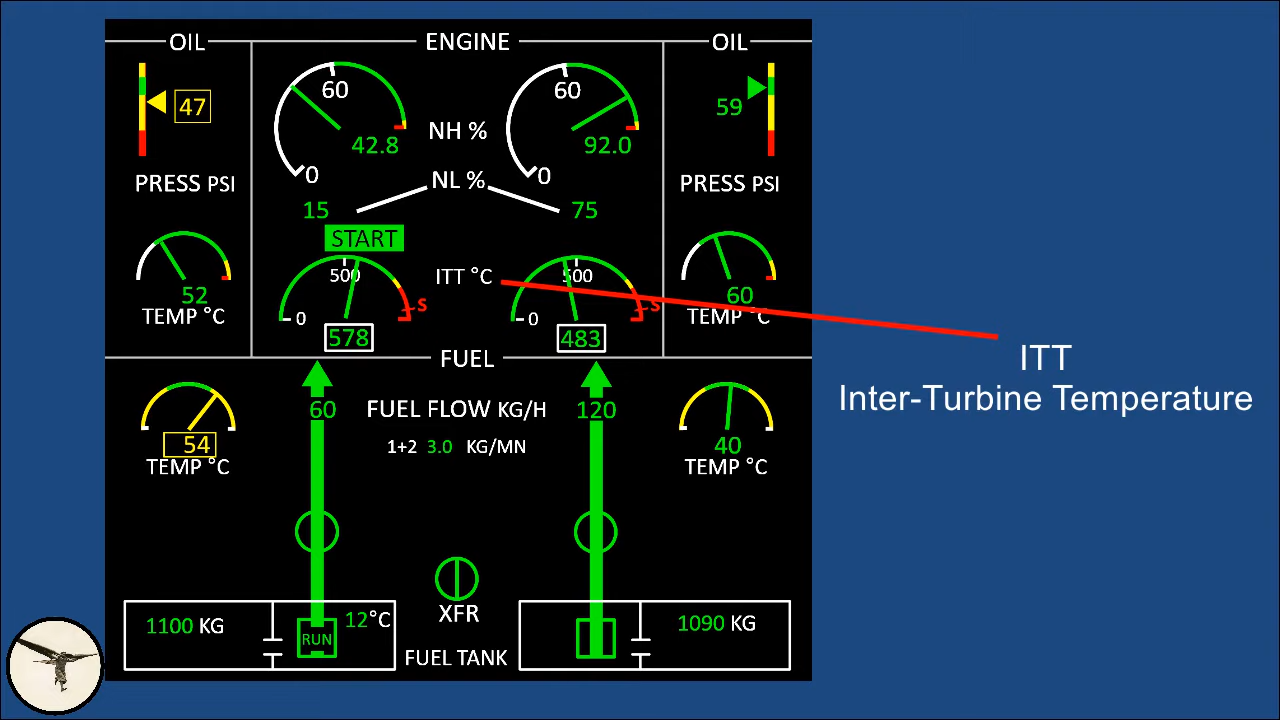 OIL ENGINE OIL
60 60
47 59
42.8 NH % 92.0
0 0
PRESS PSI NL % PRESS PSI
15 75
START
500 ITT °C 500
52 S S 60
TEMP °C 0 0 TEMP °C
578 483
FUEL
ITT
Inter-Turbine Temperature
60 FUEL FLOW KG/H 120
54 1+2 3.0 KG/MN 40
TEMP °C TEMP °C
XFR
1100 KG 12°C 1090 KG
RUN
FUEL TANK